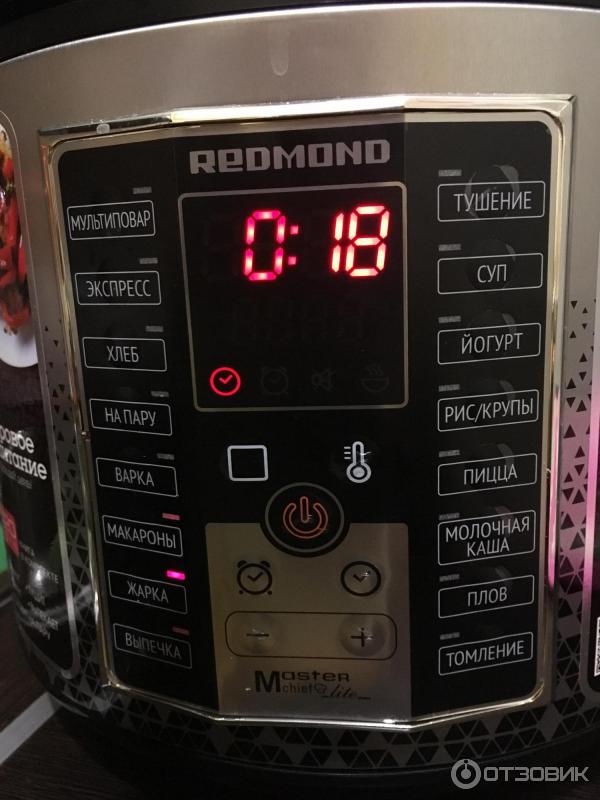 REDMOND
0:18
МУЛЬТИПОВАР
ЭКСПРЕСС
ХЛЕБ
НА ПАРУ
ВАРКА
МАКАРОНЫ
ЖАРКА
ВЫПЕЧКА
ТУШЕНИЕ
СУП
ЙОГУРТ
РИС/КРУПЫ
ПИЦЦА
МОЛОЧНАЯ
КАША
ПЛОВ
ТОМЛЕНИЕ
− +
Master
chief lite
ОТЗОВИК